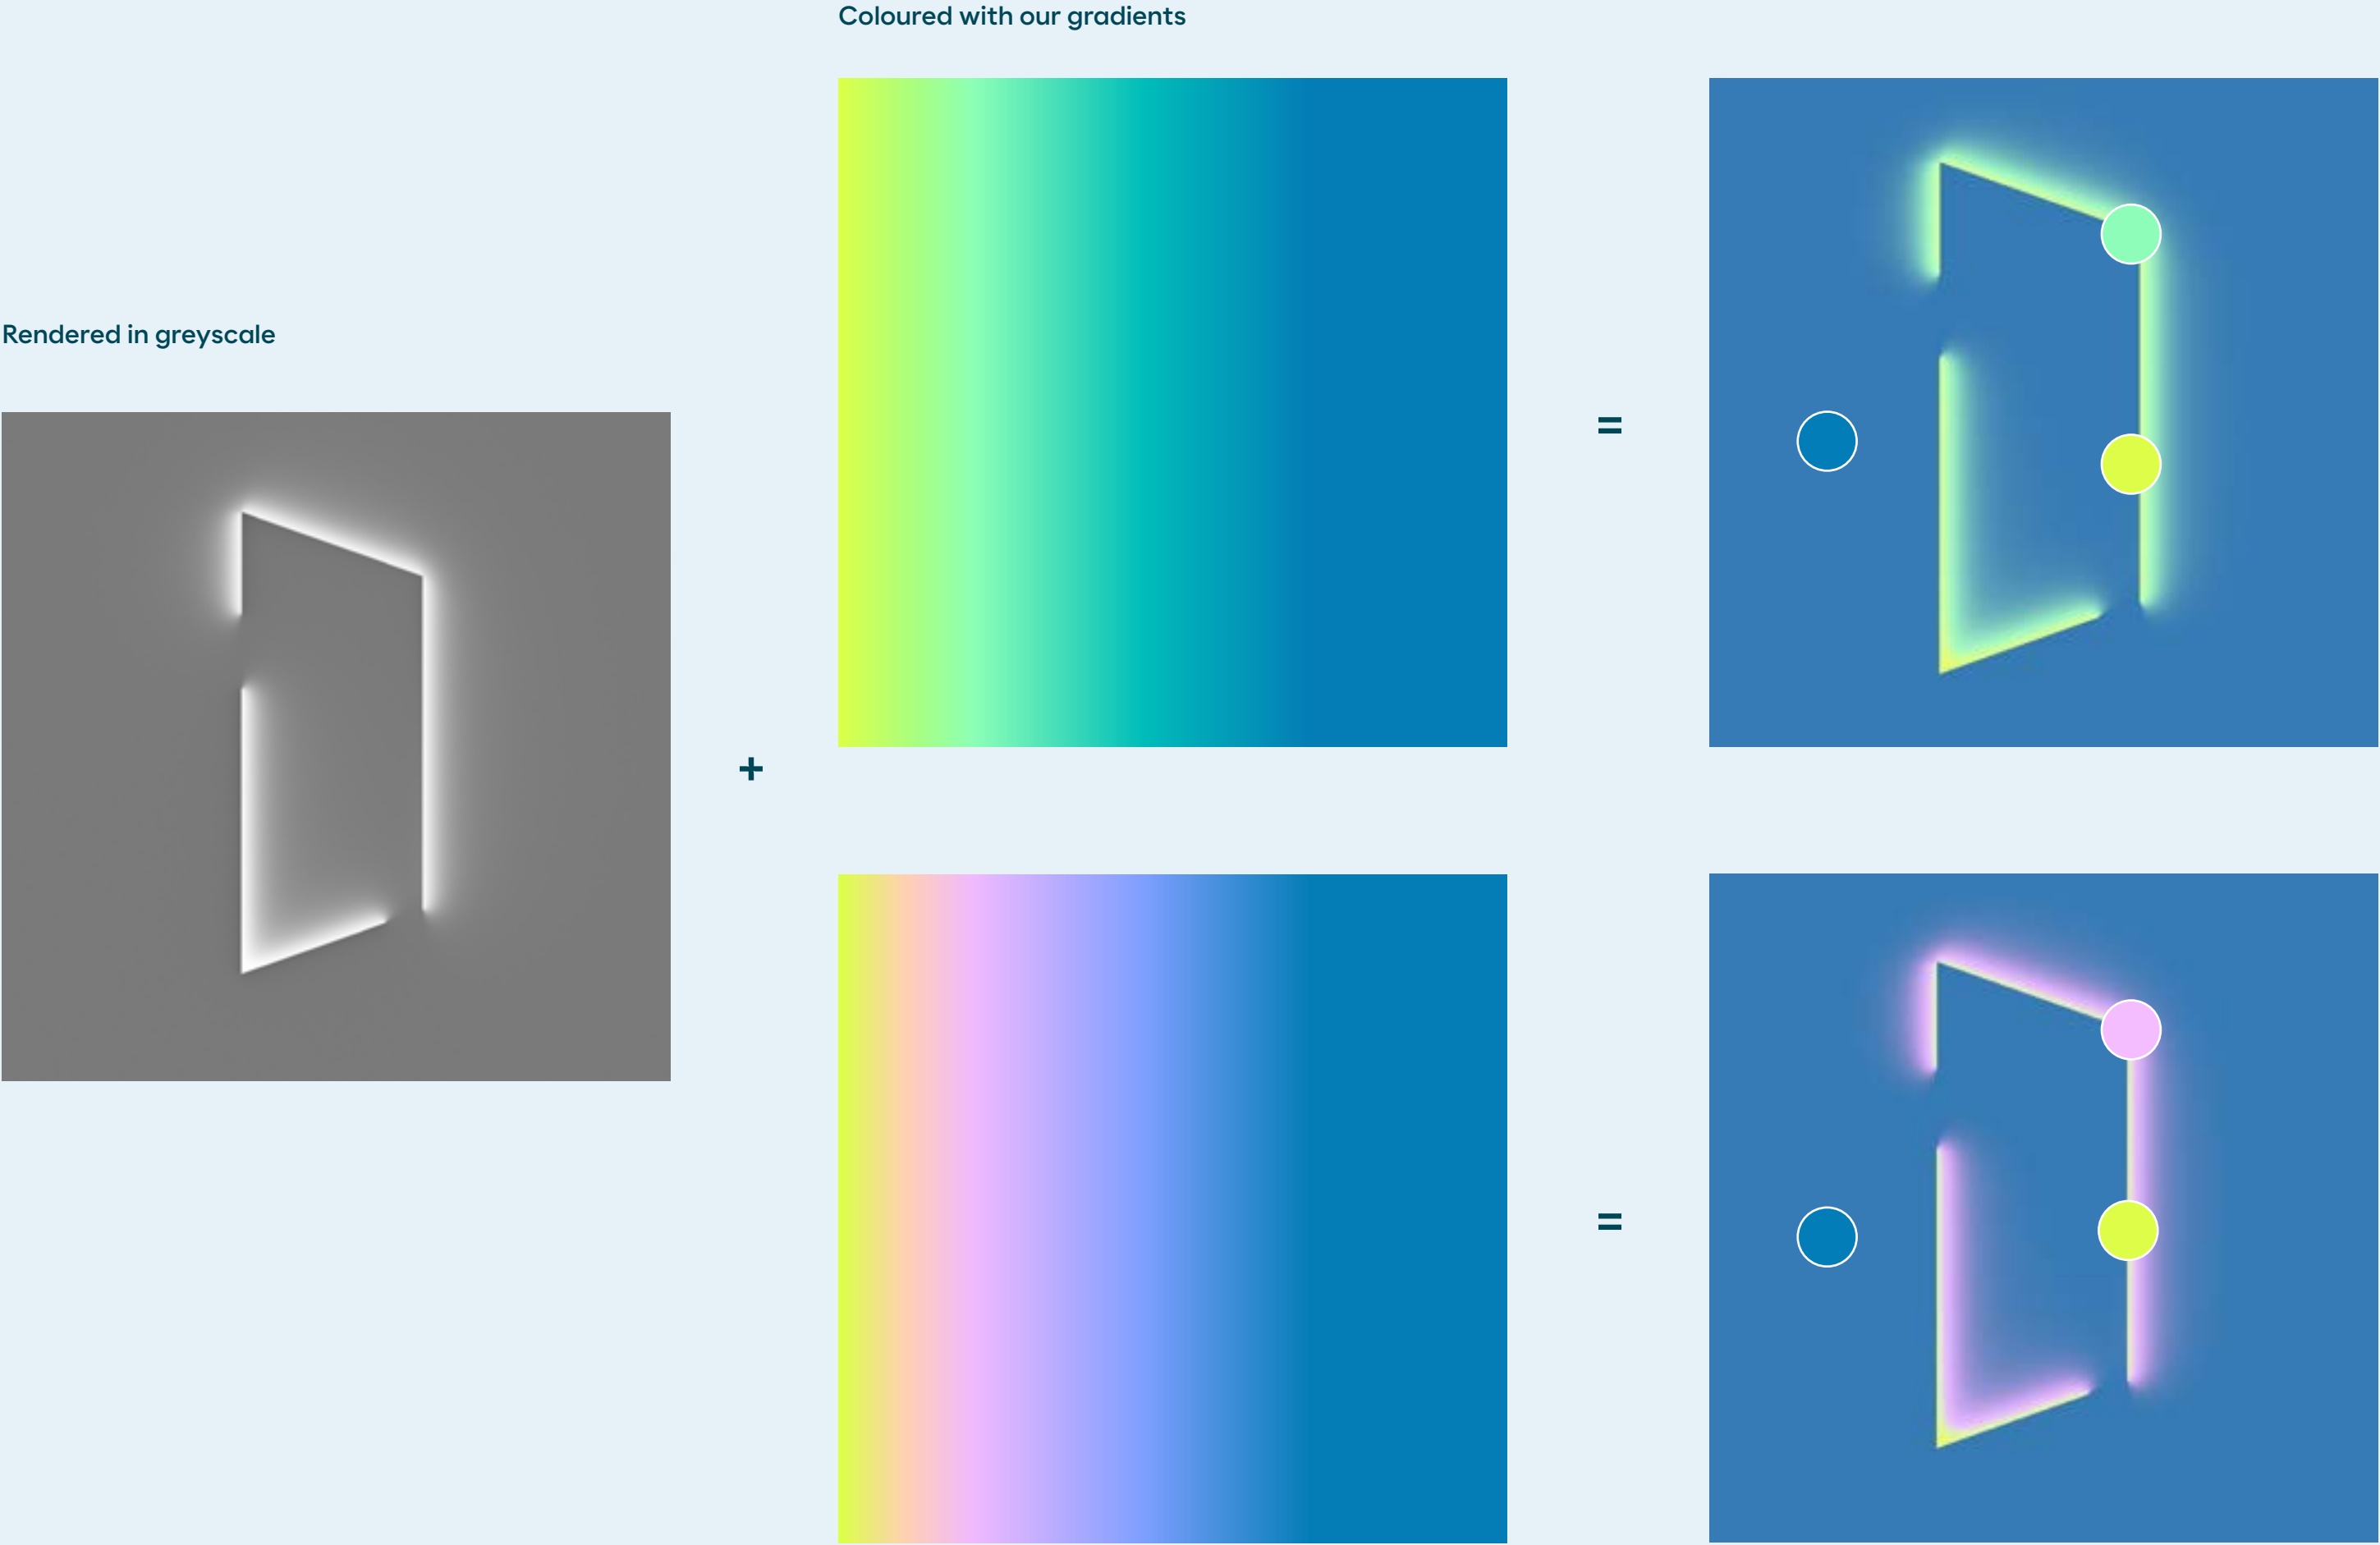 Coloured with our gradients
Rendered in greyscale
=
+
=